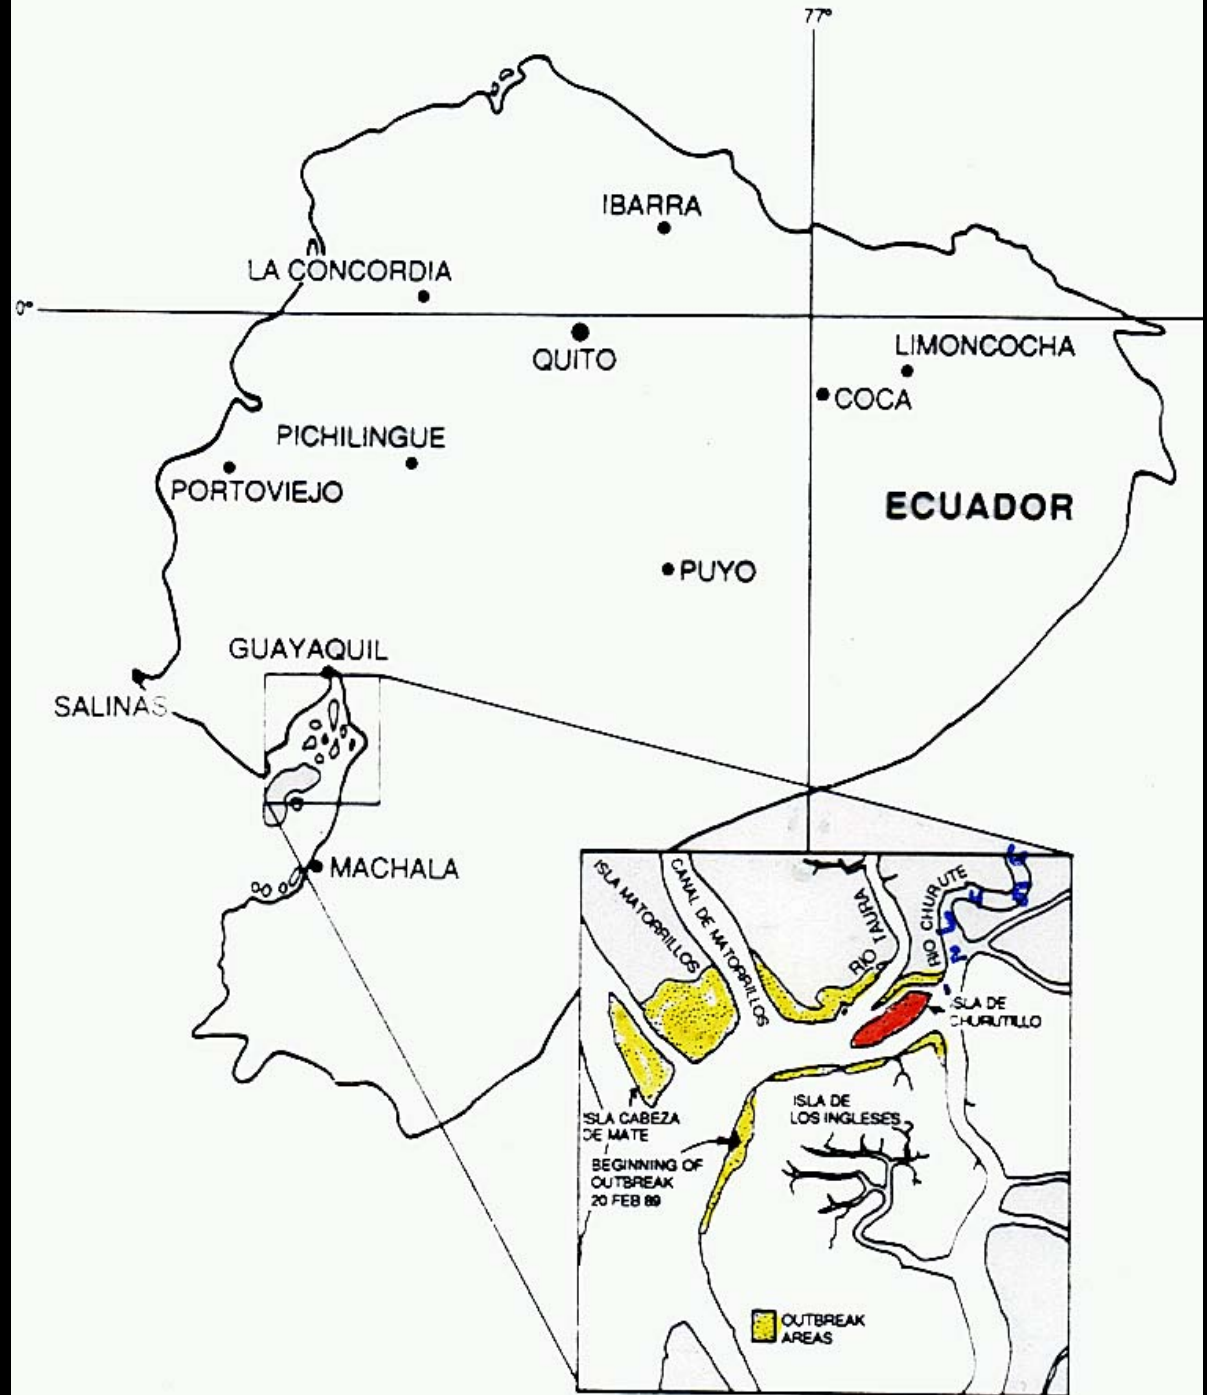 77°
IBARRA
LA CONCORDIA
0°
QUITO
LIMONCOCHA
COCA
PICHILINGUE
PORTOVIEJO
ECUADOR
PUYO
GUAYAQUIL
SALINAS
MACHALA
ISLA MATORRILLOS
CANAL DE MATORRILLOS
RIO TAURA
RIO CHURUTE
ISLA DE
CHURUTILLO
ISLA CABEZA
DE MATE
ISLA DE
LOS INGLESES
BEGINNING OF
OUTBREAK
20 FEB 89
OUTBREAK
AREAS